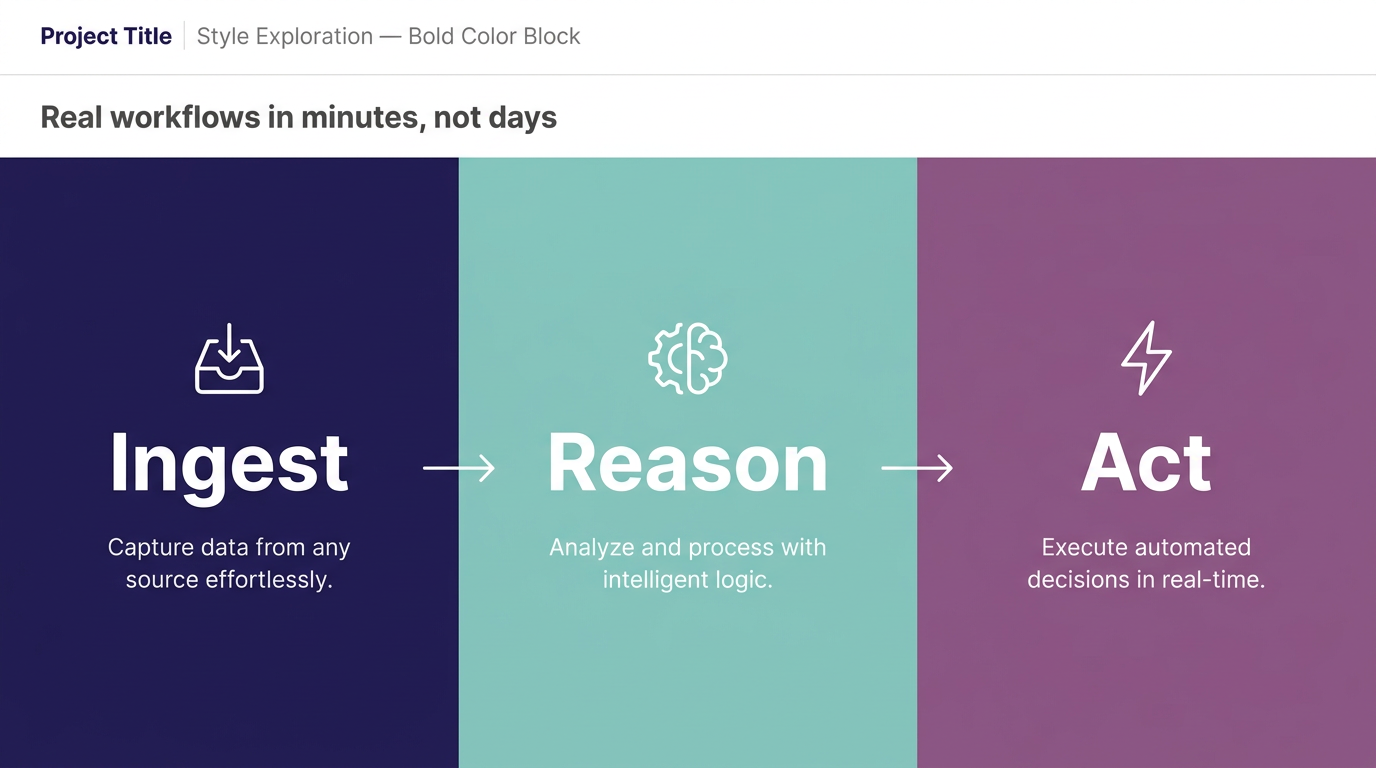 Project Title
Style Exploration — Bold Color Block
Real workflows in minutes, not days
Ingest
Capture data from any
source effortlessly.
Reason
Analyze and process with
intelligent logic.
Act
Execute automated
decisions in real-time.